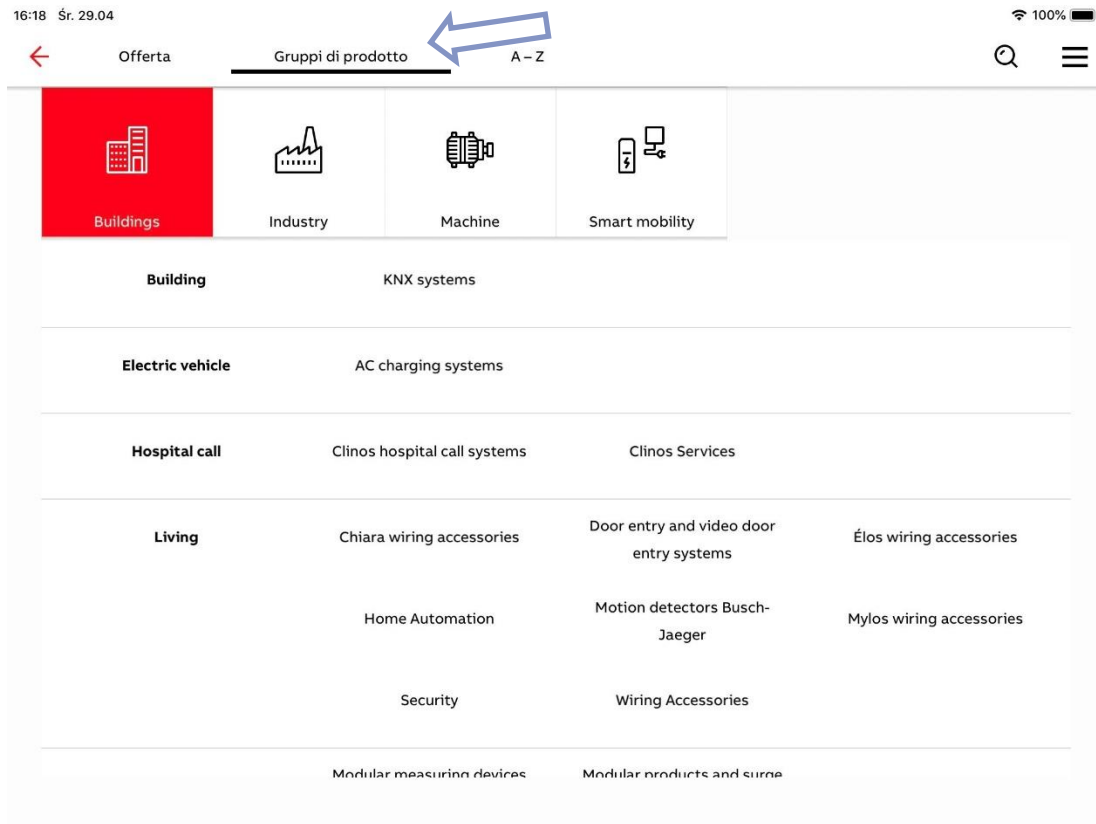 16:18 Śr. 29.04 100%
Offerta Gruppi di prodotto A – Z
Buildings Industry Machine Smart mobility
Building KNX systems
Electric vehicle AC charging systems
Hospital call Clinos hospital call systems Clinos Services
Living Chiara wiring accessories Door entry and video door
entry systems Élos wiring accessories
Home Automation Motion detectors Busch-
Jaeger Mylos wiring accessories
Security Wiring Accessories
Modular measuring devices Modular products and surge